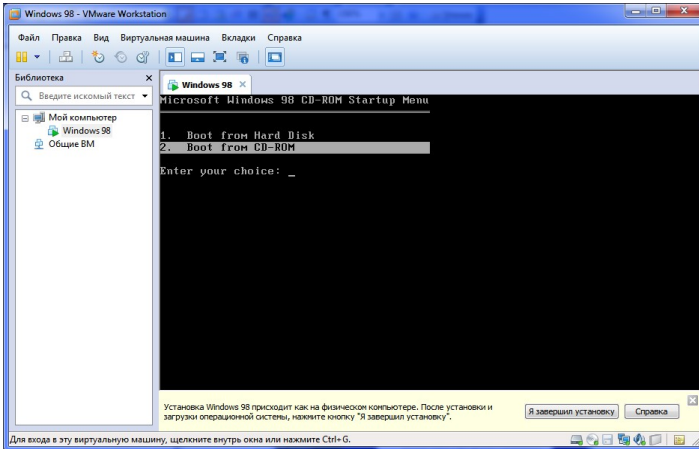 Windows 98 - VMware Workstation
Файл Правка Вид Виртуальная машина Вкладки Справка
Библиотека
Введите искомый текст
Мой компьютер
Windows 98
Общие ВМ
Windows 98
Microsoft Windows 98 CD-ROM Startup Menu
1. Boot from Hard Disk
2. Boot from CD-ROM
Enter your choice: _
Установка Windows 98 присходит как на физическом компьютере. После установки и
загрузки операционной системы, нажмите кнопку "Я завершил установку".
Я завершил установку
Справка
Для входа в эту виртуальную машину, щелкните внутрь окна или нажмите Ctrl+G.